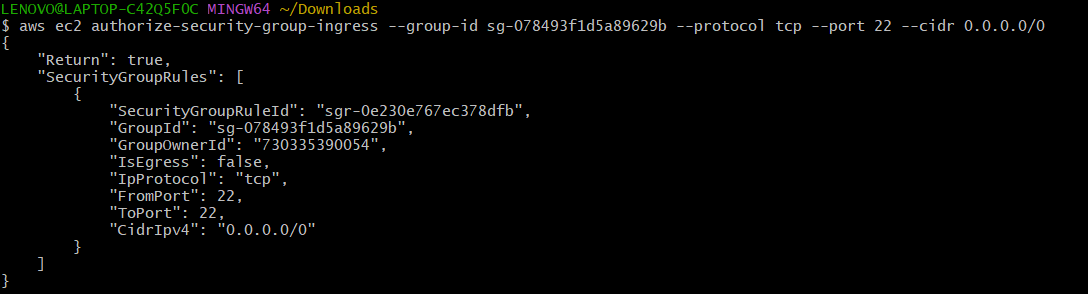 LENOVO@LAPTOP-C42Q5FOC MINGW64 ~/Downloads
$ aws ec2 authorize-security-group-ingress --group-id sg-078493f1d5a89629b --protocol tcp --port 22 --cidr 0.0.0.0/0
{
    "Return": true,
    "SecurityGroupRules": [
        {
            "SecurityGroupRuleId": "sgr-0e230e767ec378dfb",
            "GroupId": "sg-078493f1d5a89629b",
            "GroupOwnerId": "730335390054",
            "IsEgress": false,
            "IpProtocol": "tcp",
            "FromPort": 22,
            "ToPort": 22,
            "CidrIpv4": "0.0.0.0/0"
        }
    ]
}